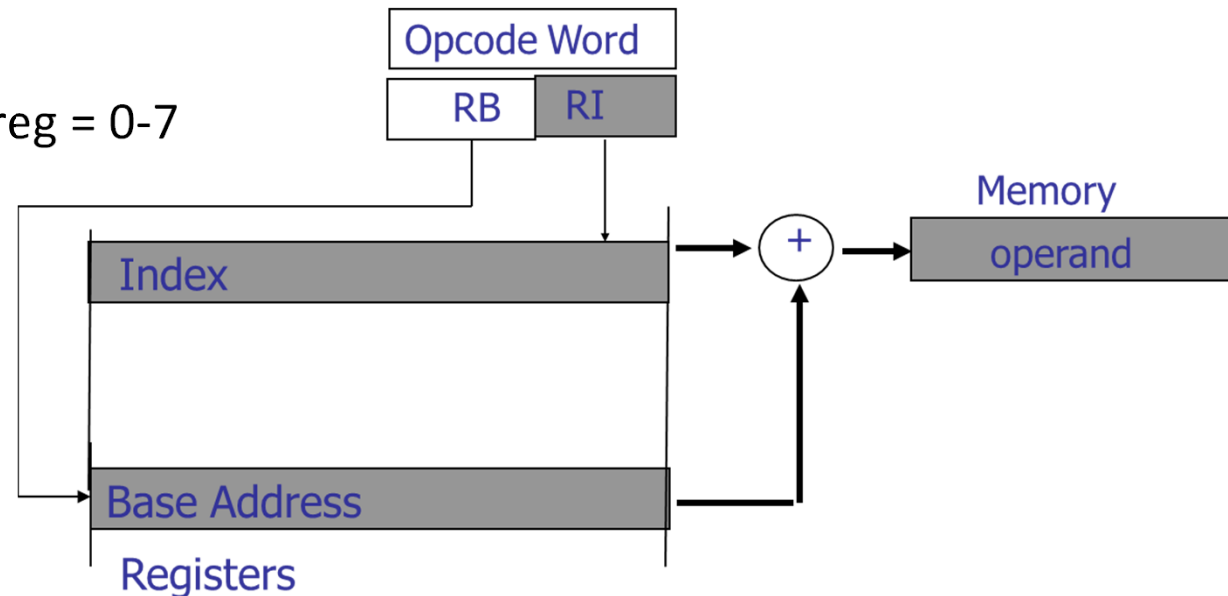 Opcode Word
RB RI
reg = 0-7
Memory
+
operand
Index
Base Address
Registers